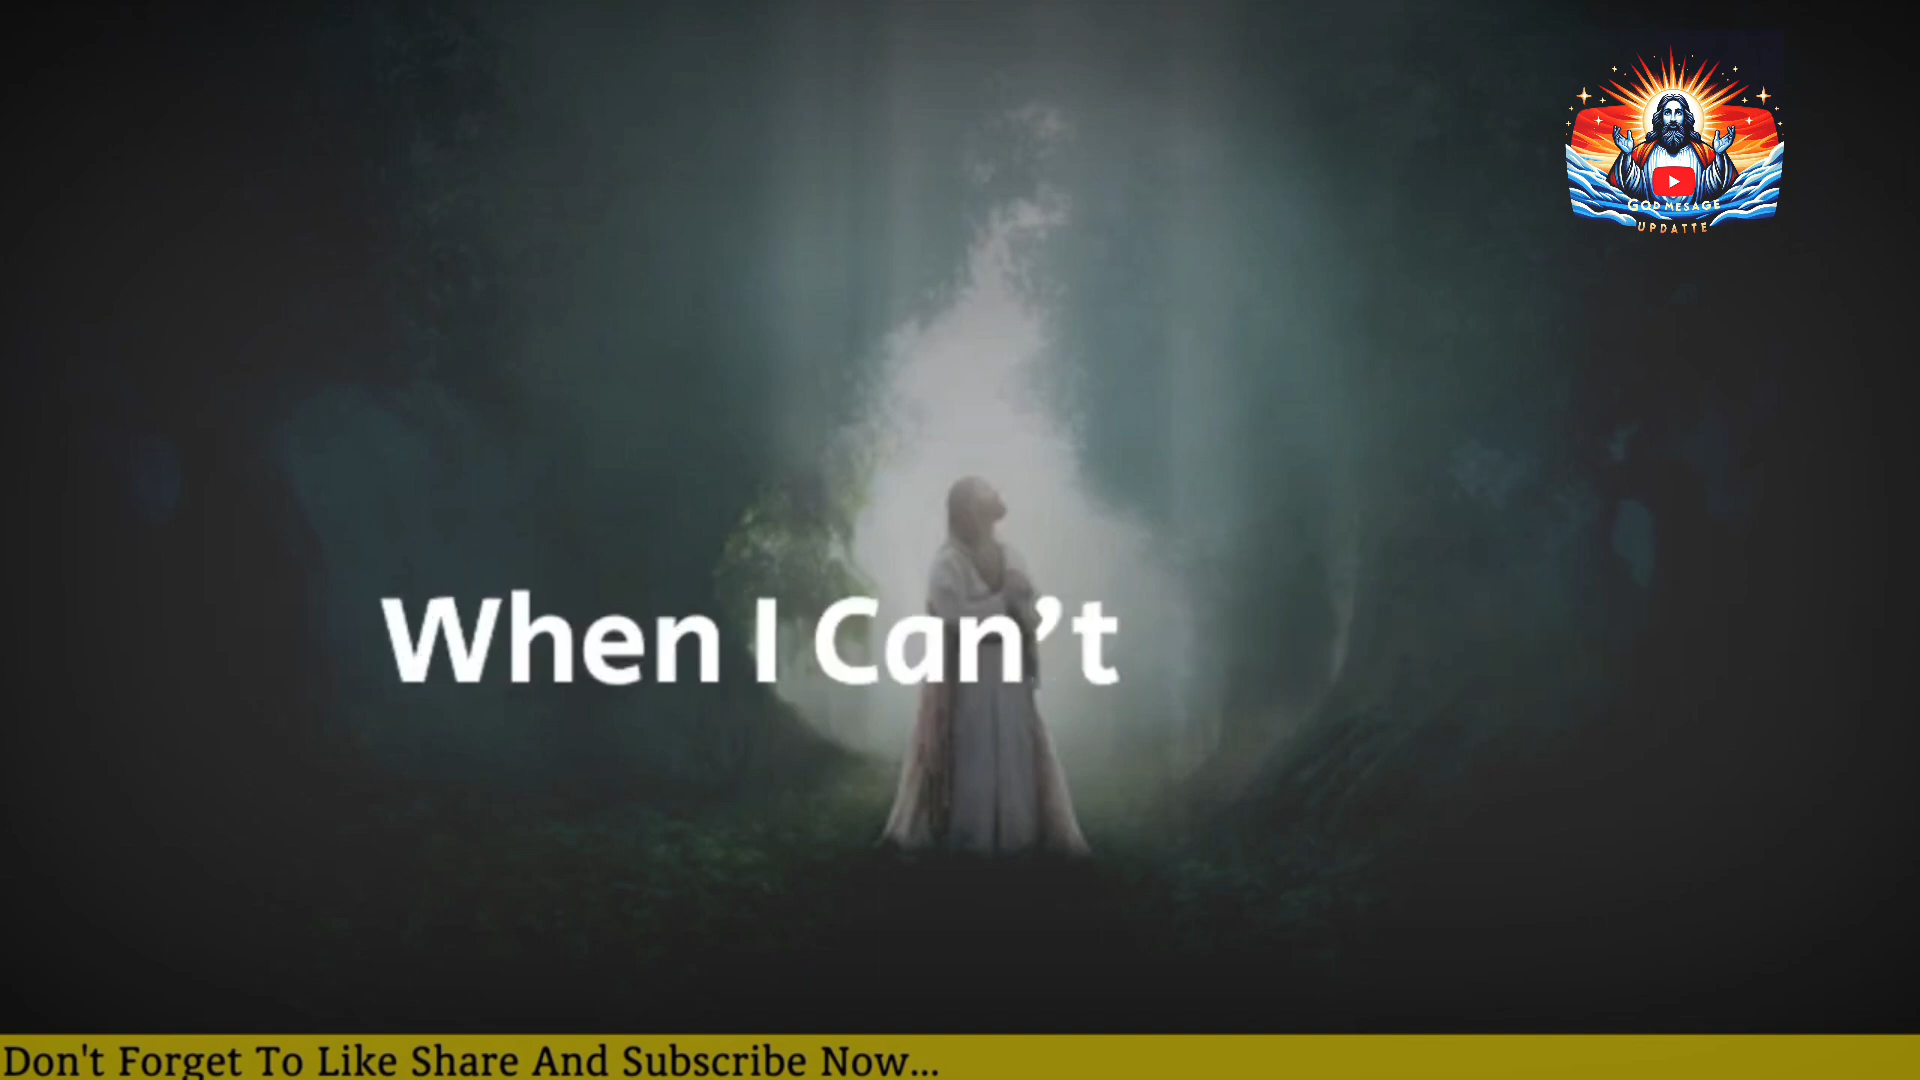 GOD MESAGE
UPDATTE
When I Can't
Don't Forget To Like Share And Subscribe Now...